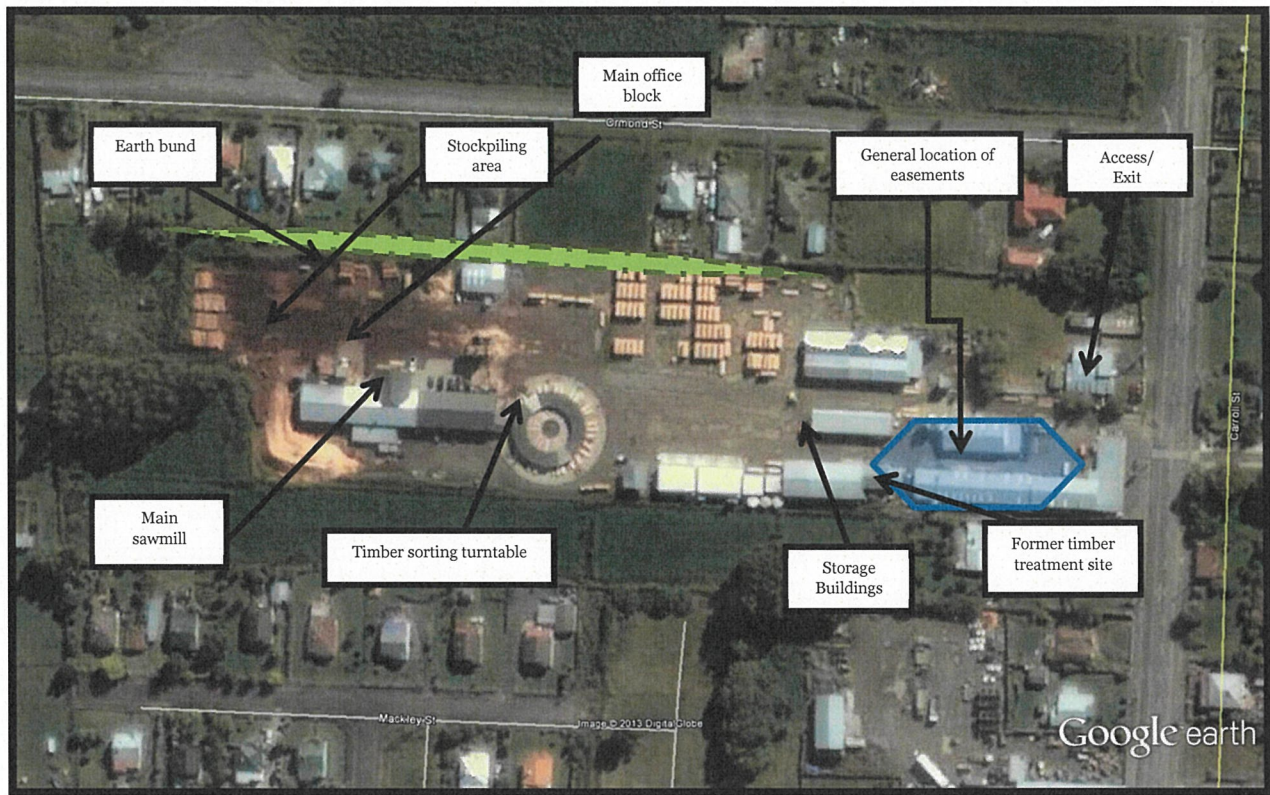 Main office
block
Ormond St
Earth bund
Stockpiling
area
General location of
easements
Access/
Exit
Carroll St
Main
sawmill
Timber sorting turntable
Storage
Buildings
Former timber
treatment site
Mackley St
Image © 2013 DigitalGlobe
Google earth